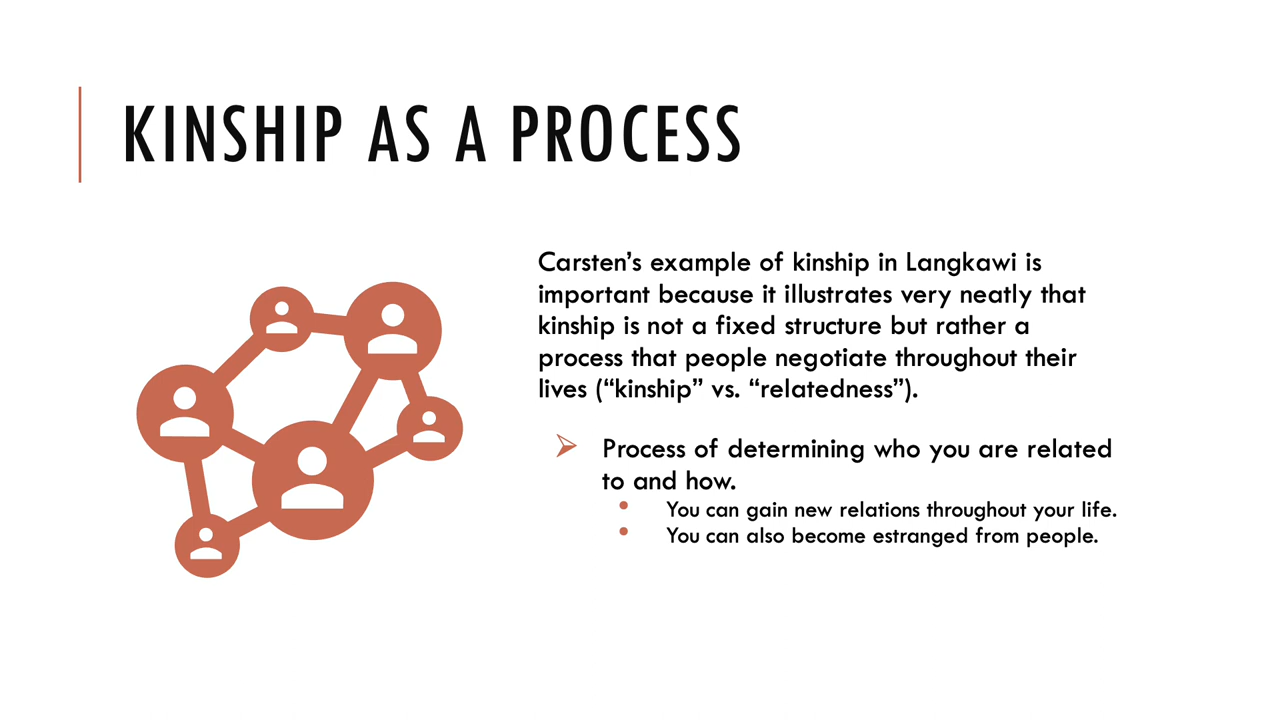 KINSHIP AS A PROCESS
Carsten’s example of kinship in Langkawi is
important because it illustrates very neatly that
kinship is not a fixed structure but rather a
process that people negotiate throughout their
lives (“kinship” vs. “relatedness”).
Process of determining who you are related
to and how.
You can gain new relations throughout your life.
You can also become estranged from people.